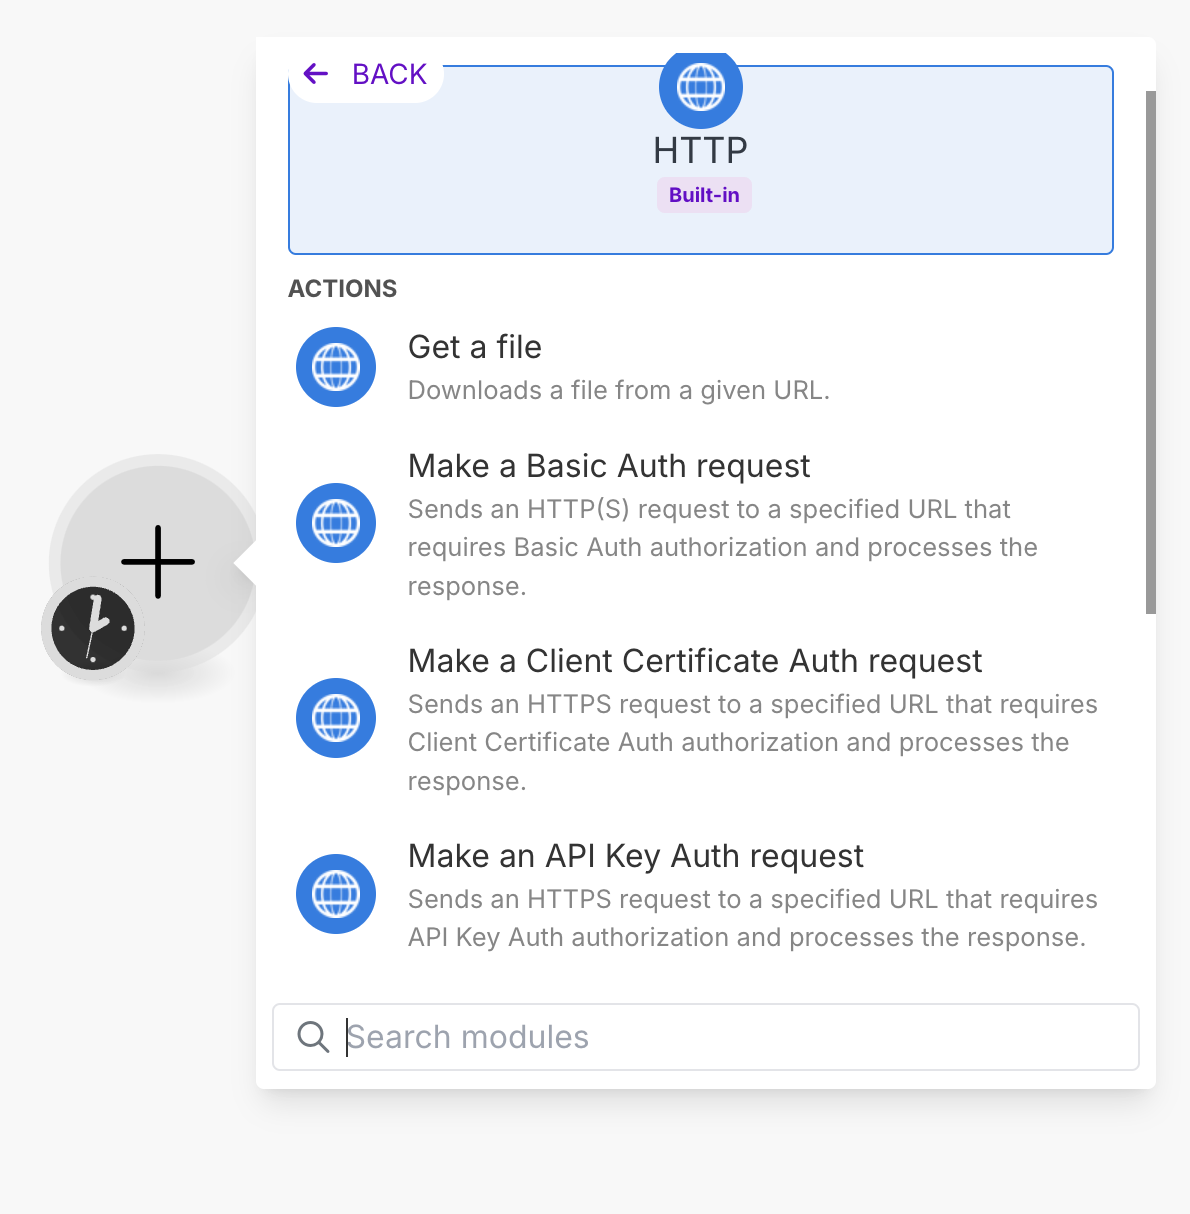 BACK
HTTP
Built-in
ACTIONS
Get a file
Downloads a file from a given URL.
Make a Basic Auth request
Sends an HTTP(S) request to a specified URL that
requires Basic Auth authorization and processes the
response.
Make a Client Certificate Auth request
Sends an HTTPS request to a specified URL that requires
Client Certificate Auth authorization and processes the
response.
Make an API Key Auth request
Sends an HTTPS request to a specified URL that requires
API Key Auth authorization and processes the response.
Search modules